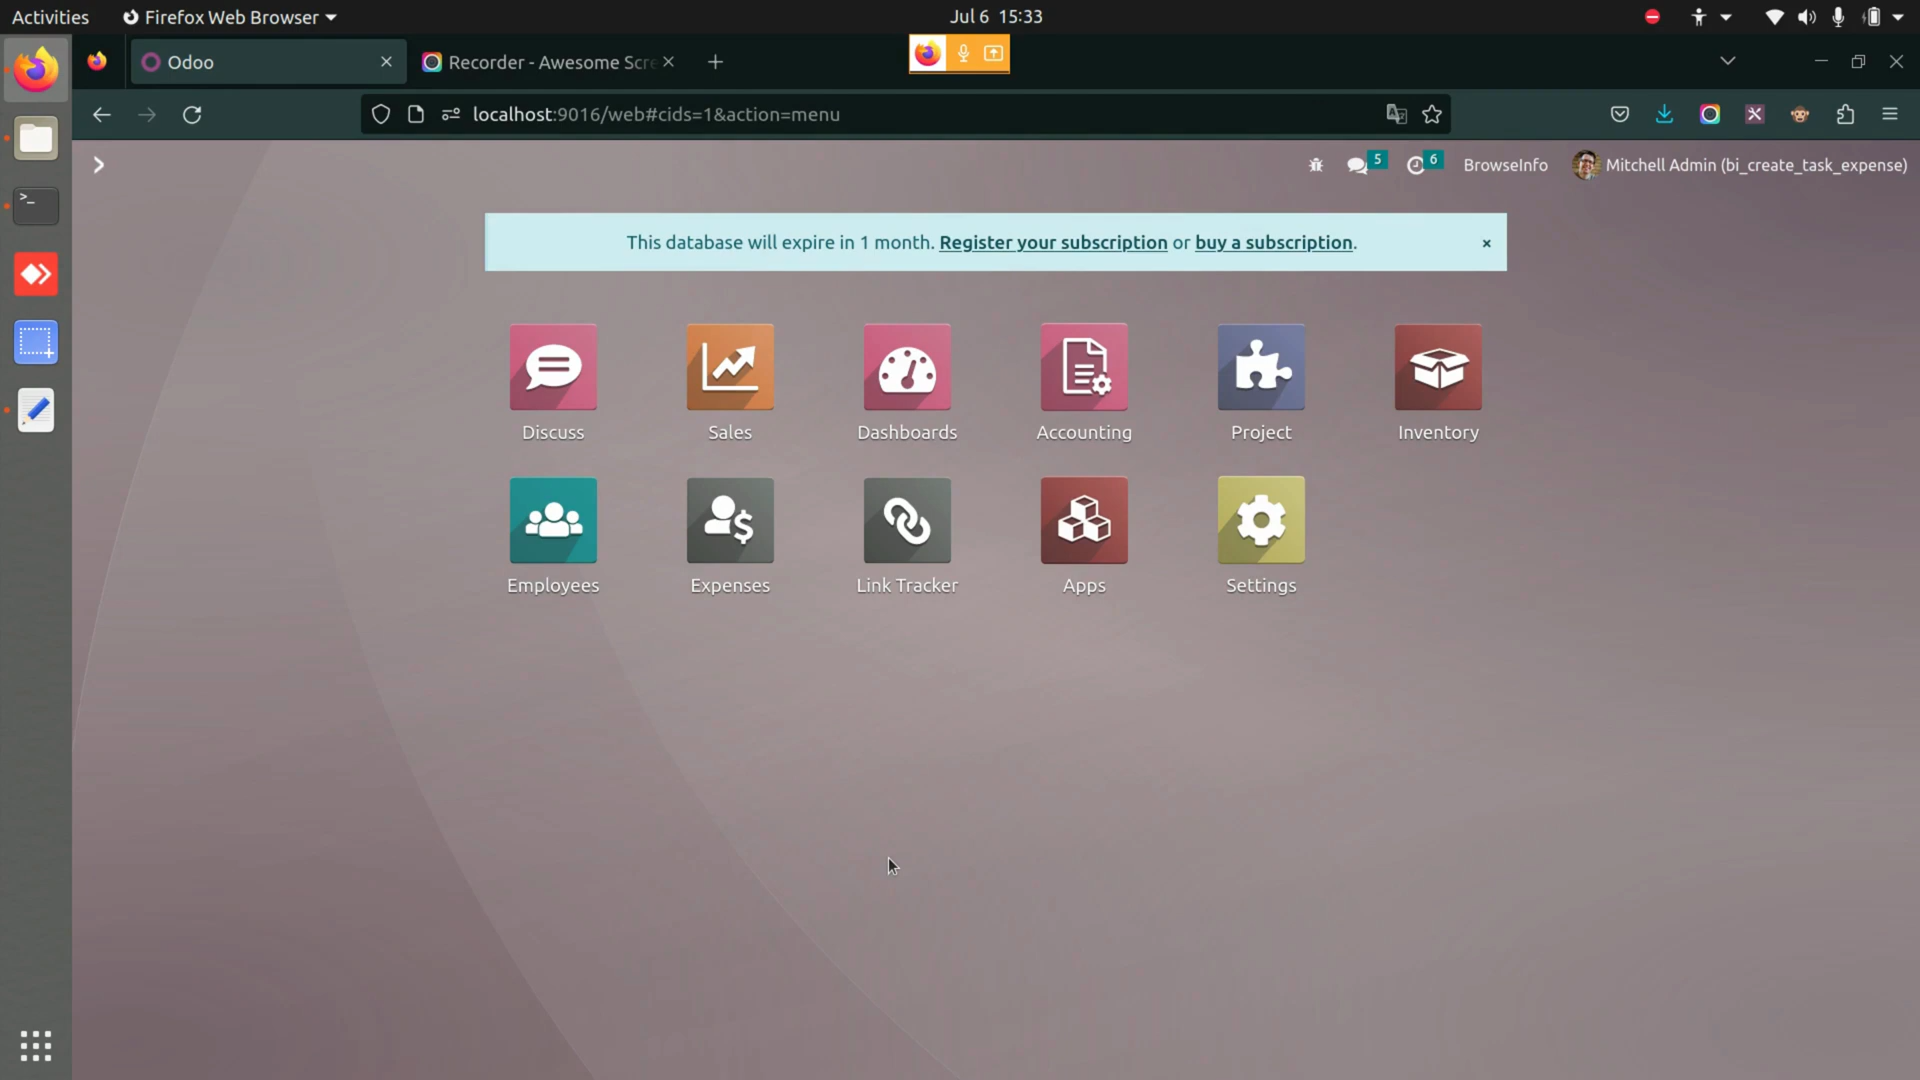 Activities
Firefox Web Browser
Jul 6 15:33
Odoo
Recorder - Awesome Scre
localhost:9016/web#cids=1&action=menu
5
6
BrowseInfo
Mitchell Admin (bi_create_task_expense)
This database will expire in 1 month. Register your subscription or buy a subscription.
Discuss
Sales
Dashboards
Accounting
Project
Inventory
Employees
Expenses
Link Tracker
Apps
Settings